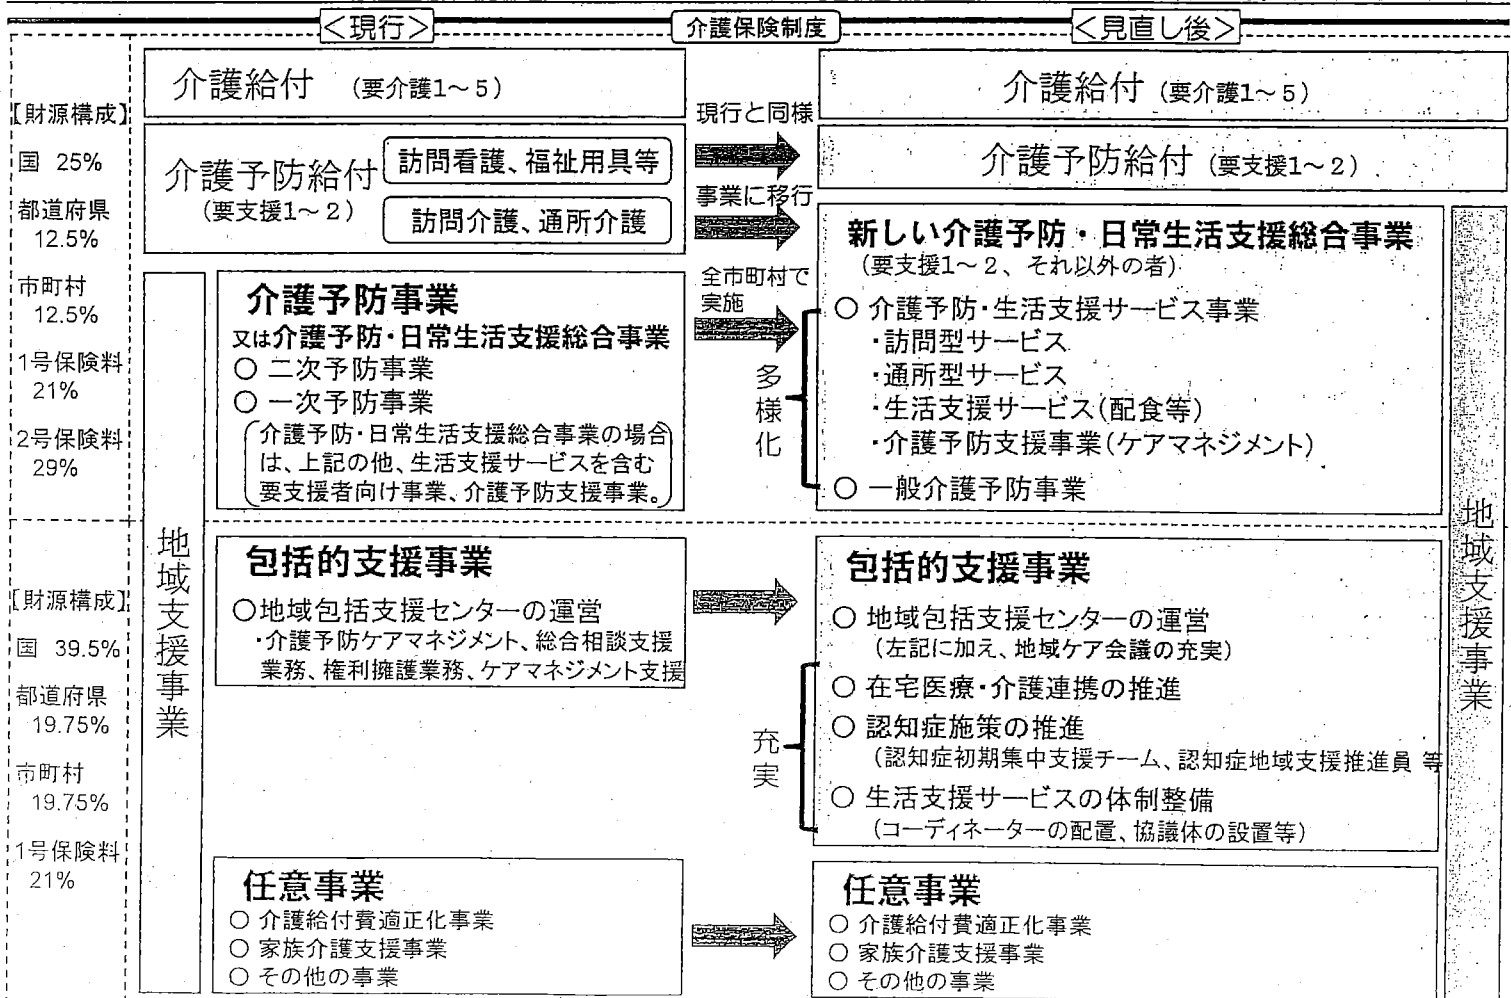 <現行>
介護保険制度
<見直し後>
【財源構成】
国 25%
都道府県
12.5%
市町村
12.5%
1号保険料
21%
2号保険料
29%
【財源構成】
国 39.5%
都道府県
19.75%
市町村
19.75%
1号保険料
21%
介護給付 (要介護1~5)
介護予防給付
(要支援1~2)
訪問看護、福祉用具等
訪問介護、通所介護
地域支援事業
介護予防事業
又は介護予防・日常生活支援総合事業
○ 二次予防事業
○ 一次予防事業
介護予防・日常生活支援総合事業の場合
は、上記の他、生活支援サービスを含む
要支援者向け事業、介護予防支援事業。
包括的支援事業
○地域包括支援センターの運営
・介護予防ケアマネジメント、総合相談支援
業務、権利擁護業務、ケアマネジメント支援
任意事業
○ 介護給付費適正化事業
○ 家族介護支援事業
○ その他の事業
現行と同様
事業に移行
全市町村で
実施
多様化
充実
介護給付 (要介護1~5)
介護予防給付 (要支援1~2)
新しい介護予防・日常生活支援総合事業
(要支援1~2、それ以外の者)
○ 介護予防・生活支援サービス事業
・訪問型サービス
・通所型サービス
・生活支援サービス(配食等)
・介護予防支援事業(ケアマネジメント)
○ 一般介護予防事業
包括的支援事業
○ 地域包括支援センターの運営
(左記に加え、地域ケア会議の充実)
○ 在宅医療・介護連携の推進
○ 認知症施策の推進
(認知症初期集中支援チーム、認知症地域支援推進員 等
○ 生活支援サービスの体制整備
(コーディネーターの配置、協議体の設置等)
任意事業
○ 介護給付費適正化事業
○ 家族介護支援事業
○ その他の事業
地域支援事業